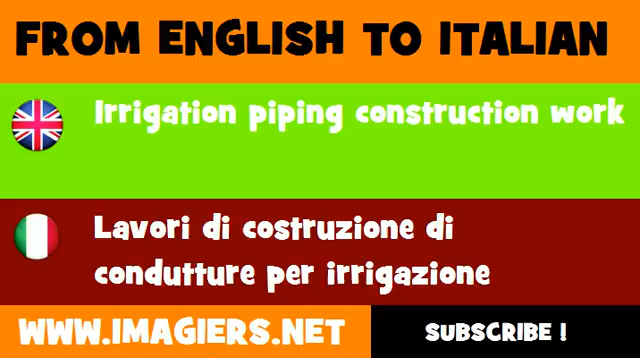 FROM ENGLISH TO ITALIAN
Irrigation piping construction work
Lavori di costruzione di
condutture per irrigazione
WWW.IMAGIERS.NET
SUBSCRIBE !